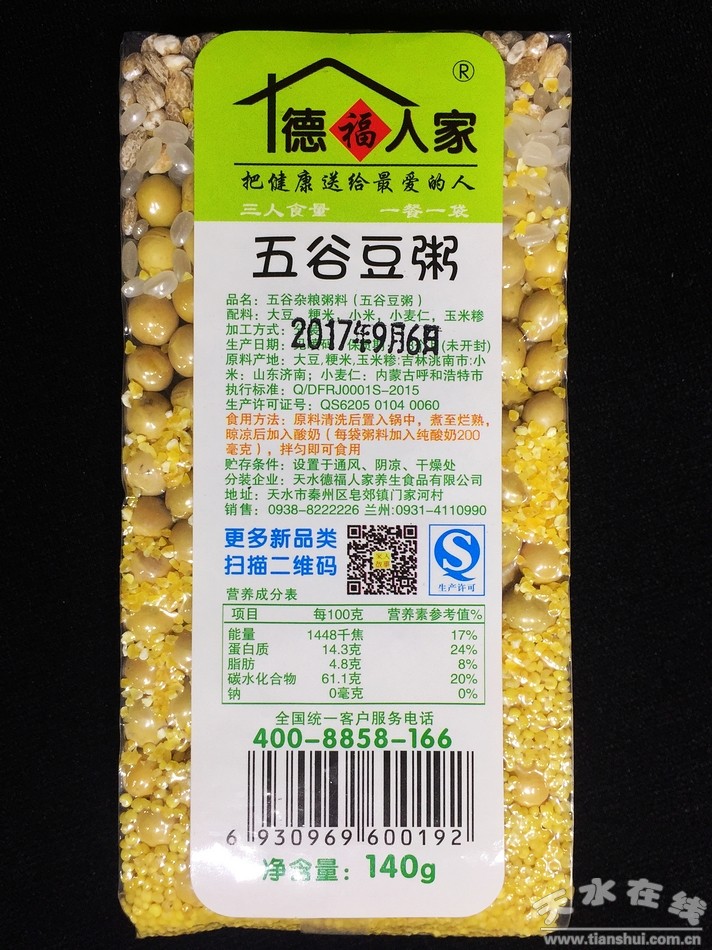 ®
德福人家
把健康送给最爱的人
三人食量 一餐一袋
五谷豆粥
品名：五谷杂粮粥料（五谷豆粥）
配料：大豆，粳米，小米，小麦仁，玉米糁
加工方式：
2017年9月6日
生产日期：见喷码 保质期 (未开封)
原料产地：大豆,粳米,玉米糁:吉林洮南市:小
米：山东济南；小麦仁：内蒙古呼和浩特市
执行标准：Q/DFRJ0001S-2015
生产许可证号：QS6205 0104 0060
食用方法：原料清洗后置入锅中，煮至烂熟，
晾凉后加入酸奶（每袋粥料加入纯酸奶200
毫克），拌匀即可食用
贮存条件：设置于通风、阴凉、干燥处
分装企业：天水德福人家养生食品有限公司
地址：天水市秦州区皂郊镇门家河村
销售：0938-8222226 兰州:0931-4110990
更多新品类
扫描二维码
生产许可
营养成分表
项目 每100克 营养素参考值%
能量 1448千焦 17%
蛋白质 14.3克 24%
脂肪 4.8克 8%
碳水化合物 61.1克 20%
钠 0毫克 0%
全国统一客户服务电话
400-8858-166
6 930969 600192
净含量：140g
天水在线
www.tianshui.com.cn